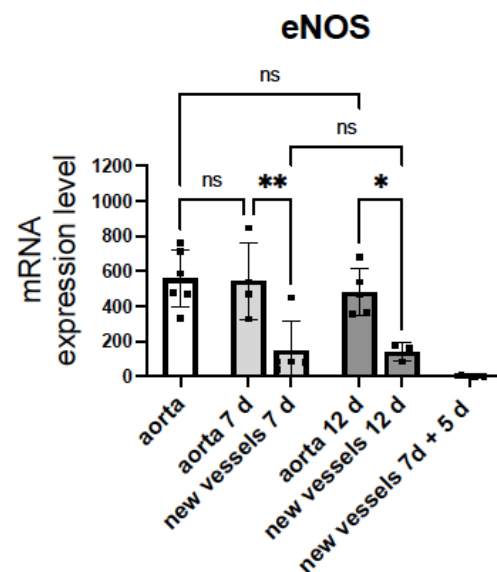 eNOS
ns
ns
ns
**
*
mRNA
expression level
1200
1000
800
600
400
200
0
aorta
aorta 7 d
new vessels 7 d
aorta 12 d
new vessels 12 d
new vessels 7d + 5 d